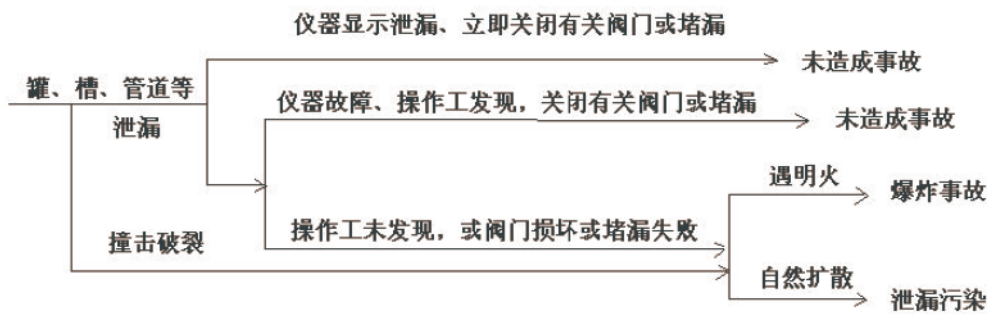 仪器显示泄漏、立即关闭有关阀门或堵漏
未造成事故
罐、槽、管道等
泄漏
仪器故障、操作工发现，关闭有关阀门或堵漏
未造成事故
遇明火
爆炸事故
操作工未发现，或阀门损坏或堵漏失败
撞击破裂
自然扩散
泄漏污染